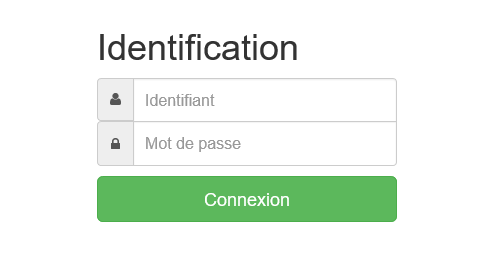 Identification
Identifiant
Mot de passe
Connexion